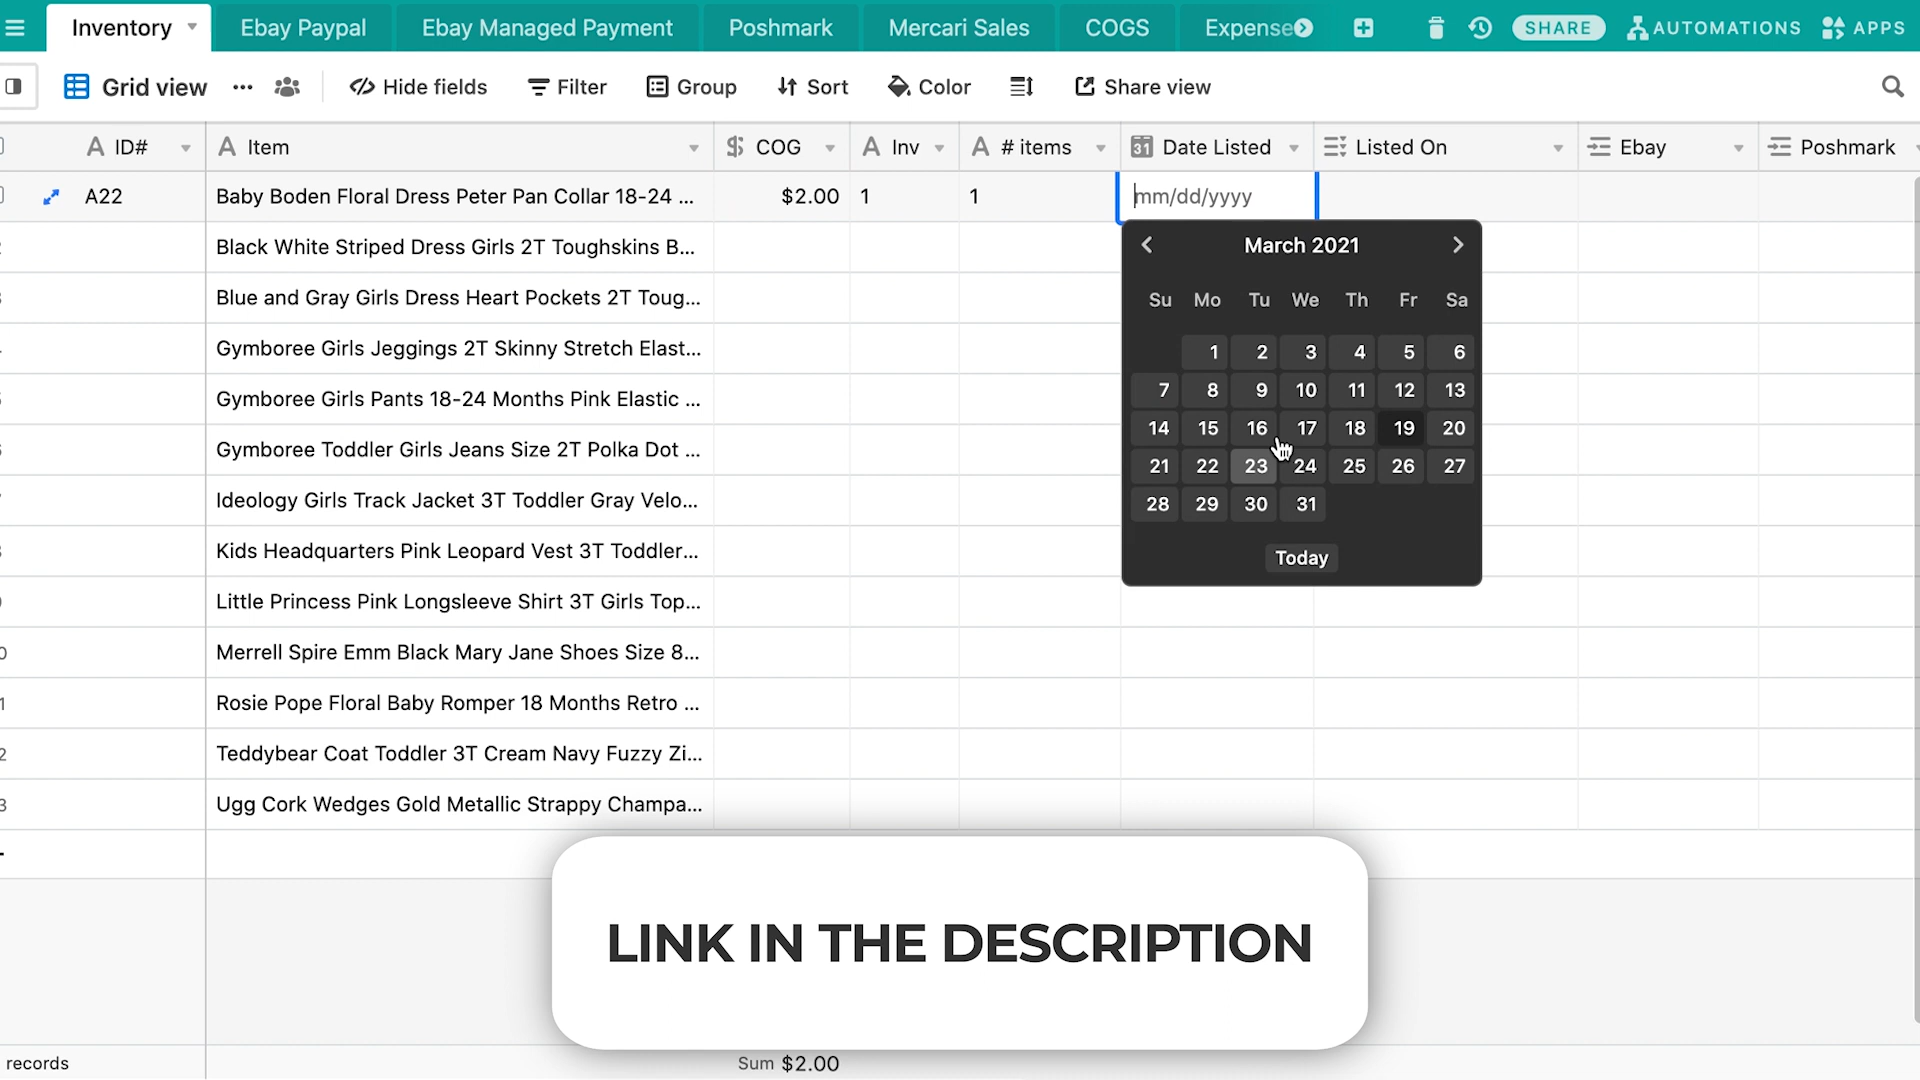 Inventory Ebay Paypal Ebay Managed Payment Poshmark Mercari Sales COGS Expense SHARE AUTOMATIONS APPS
Grid view ... Hide fields Filter Group Sort Color Share view
A ID# A Item $ COG A Inv A # items 31 Date Listed Listed On Ebay Poshmark
A22 Baby Boden Floral Dress Peter Pan Collar 18-24 ... $2.00 1 1 mm/dd/yyyy
Black White Striped Dress Girls 2T Toughskins B...
Blue and Gray Girls Dress Heart Pockets 2T Toug...
Gymboree Girls Jeggings 2T Skinny Stretch Elast...
Gymboree Girls Pants 18-24 Months Pink Elastic ...
Gymboree Toddler Girls Jeans Size 2T Polka Dot ...
Ideology Girls Track Jacket 3T Toddler Gray Velo...
Kids Headquarters Pink Leopard Vest 3T Toddler...
Little Princess Pink Longsleeve Shirt 3T Girls Top...
0 Merrell Spire Emm Black Mary Jane Shoes Size 8...
1 Rosie Pope Floral Baby Romper 18 Months Retro ...
2 Teddybear Coat Toddler 3T Cream Navy Fuzzy Zi...
3 Ugg Cork Wedges Gold Metallic Strappy Champa...
March 2021
Su Mo Tu We Th Fr Sa
1 2 3 4 5 6
7 8 9 10 11 12 13
14 15 16 17 18 19 20
21 22 23 24 25 26 27
28 29 30 31
Today
LINK IN THE DESCRIPTION
records Sum $2.00